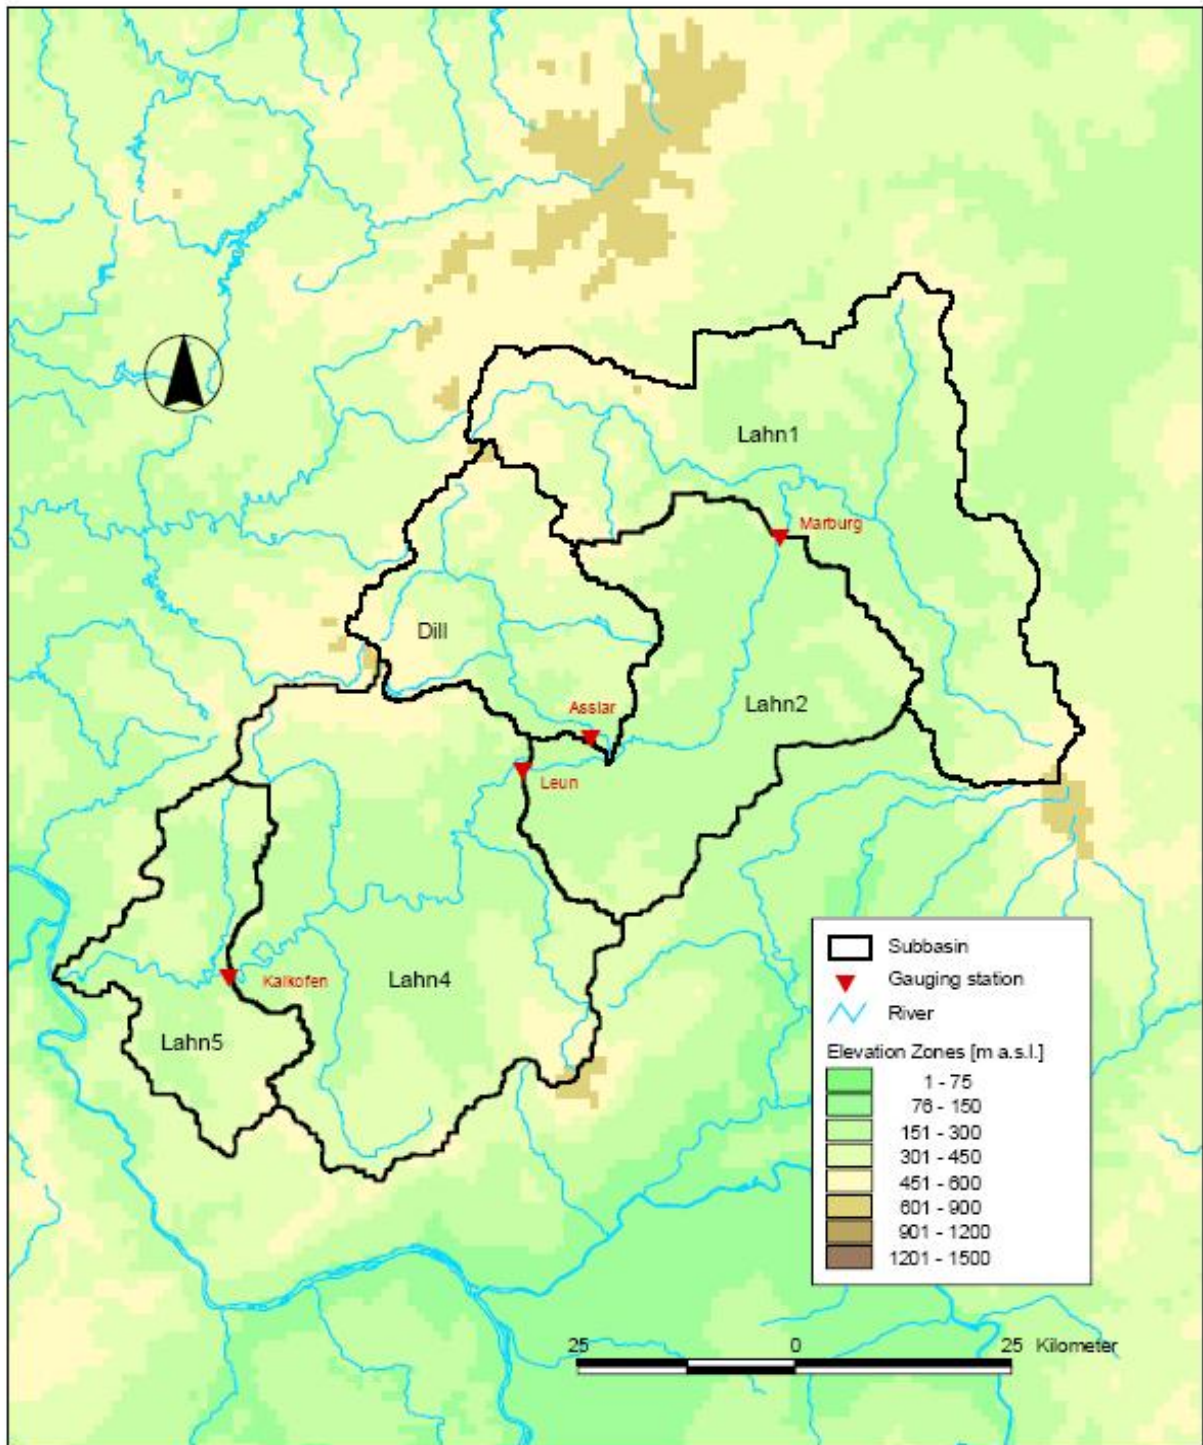 Lahn1
Marburg
Dill
Lahn2
Asslar
Leun
Kalkofen
Lahn4
Lahn5
Subbasin
Gauging station
River
Elevation Zones [m a.s.l.]
1 - 75
76 - 150
151 - 300
301 - 450
451 - 600
601 - 900
901 - 1200
1201 - 1500
25 0 25 Kilometer